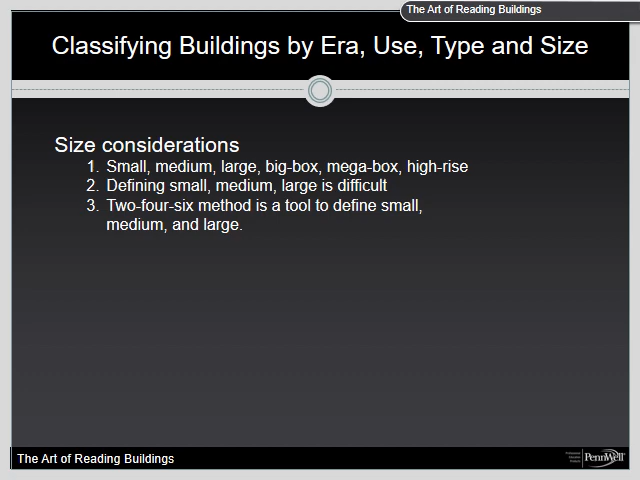 The Art of Reading Buildings
Classifying Buildings by Era, Use, Type and Size
Size considerations
1. Small, medium, large, big-box, mega-box, high-rise
2. Defining small, medium, large is difficult
3. Two-four-six method is a tool to define small,
medium, and large.
The Art of Reading Buildings
PennWell